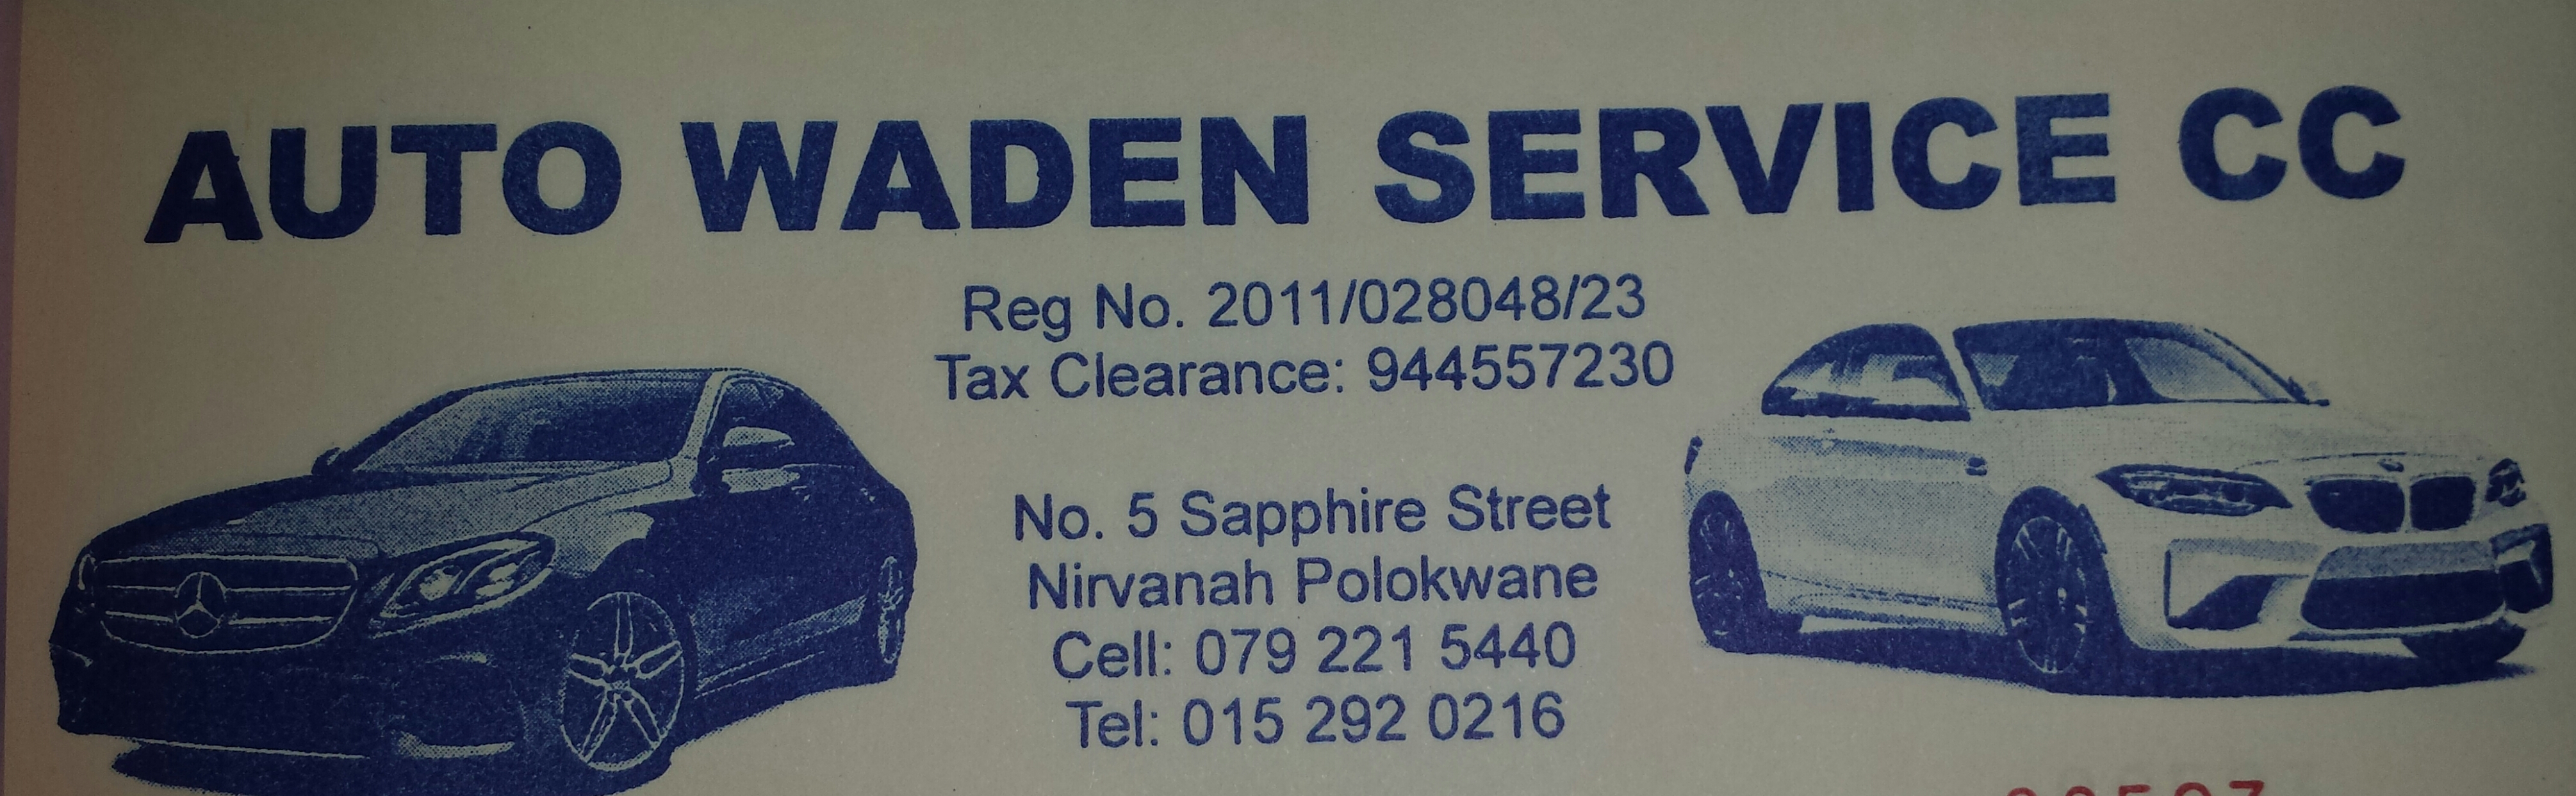 AUTO WADEN SERVICE CC
Reg No. 2011/028048/23
Tax Clearance: 944557230
No. 5 Sapphire Street
Nirvanah Polokwane
Cell: 079 221 5440
Tel: 015 292 0216